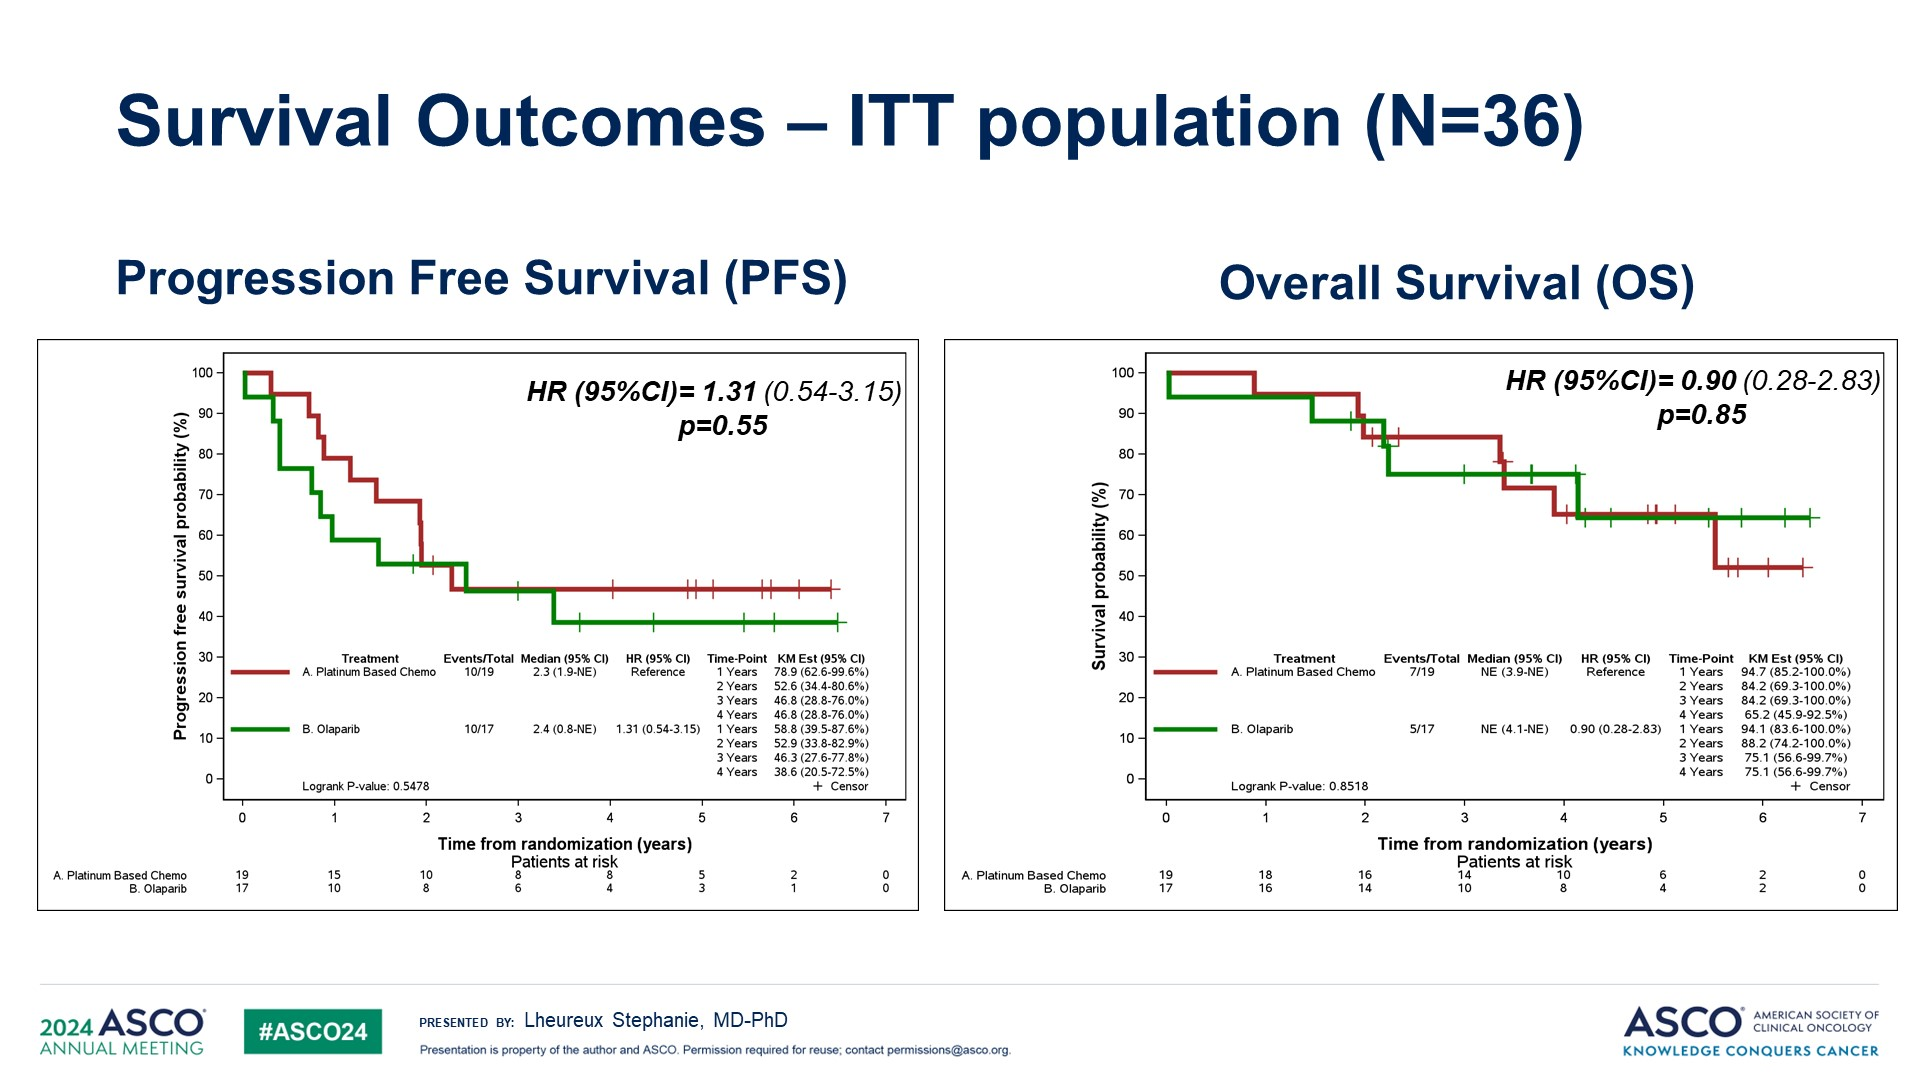 Survival Outcomes – ITT population (N=36)
Progression Free Survival (PFS)
Overall Survival (OS)
HR (95%CI)= 1.31 (0.54-3.15)
p=0.55
Progression free survival probability (%)
100
90
80
70
60
50
40
30
20
10
0
Treatment Events/Total Median (95% CI) HR (95% CI) Time-Point KM Est (95% CI)
A. Platinum Based Chemo 10/19 2.3 (1.9-NE) Reference 1 Years 78.9 (62.6-99.6%)
2 Years 52.6 (34.4-80.6%)
3 Years 46.8 (28.8-76.0%)
4 Years 46.8 (28.8-76.0%)
B. Olaparib 10/17 2.4 (0.8-NE) 1.31 (0.54-3.15) 1 Years 58.8 (39.5-87.6%)
2 Years 52.9 (33.8-82.9%)
3 Years 46.3 (27.6-77.8%)
4 Years 38.6 (20.5-72.5%)
Logrank P-value: 0.5478 + Censor
0 1 2 3 4 5 6 7
Time from randomization (years)
Patients at risk
A. Platinum Based Chemo 19 15 10 8 8 5 2 0
B. Olaparib 17 10 8 6 4 3 1 0
HR (95%CI)= 0.90 (0.28-2.83)
p=0.85
Survival probability (%)
100
90
80
70
60
50
40
30
20
10
0
Treatment Events/Total Median (95% CI) HR (95% CI) Time-Point KM Est (95% CI)
A. Platinum Based Chemo 7/19 NE (3.9-NE) Reference 1 Years 94.7 (85.2-100.0%)
2 Years 84.2 (69.3-100.0%)
3 Years 84.2 (69.3-100.0%)
4 Years 65.2 (45.9-92.5%)
B. Olaparib 5/17 NE (4.1-NE) 0.90 (0.28-2.83) 1 Years 94.1 (83.6-100.0%)
2 Years 88.2 (74.2-100.0%)
3 Years 75.1 (56.6-99.7%)
4 Years 75.1 (56.6-99.7%)
Logrank P-value: 0.8518 + Censor
0 1 2 3 4 5 6 7
Time from randomization (years)
Patients at risk
A. Platinum Based Chemo 19 18 16 14 10 6 2 0
B. Olaparib 17 16 14 10 8 4 2 0
2024 ASCO®
ANNUAL MEETING
#ASCO24
PRESENTED BY: Lheureux Stephanie, MD-PhD
Presentation is property of the author and ASCO. Permission required for reuse; contact permissions@asco.org.
ASCO® AMERICAN SOCIETY OF
CLINICAL ONCOLOGY
KNOWLEDGE CONQUERS CANCER